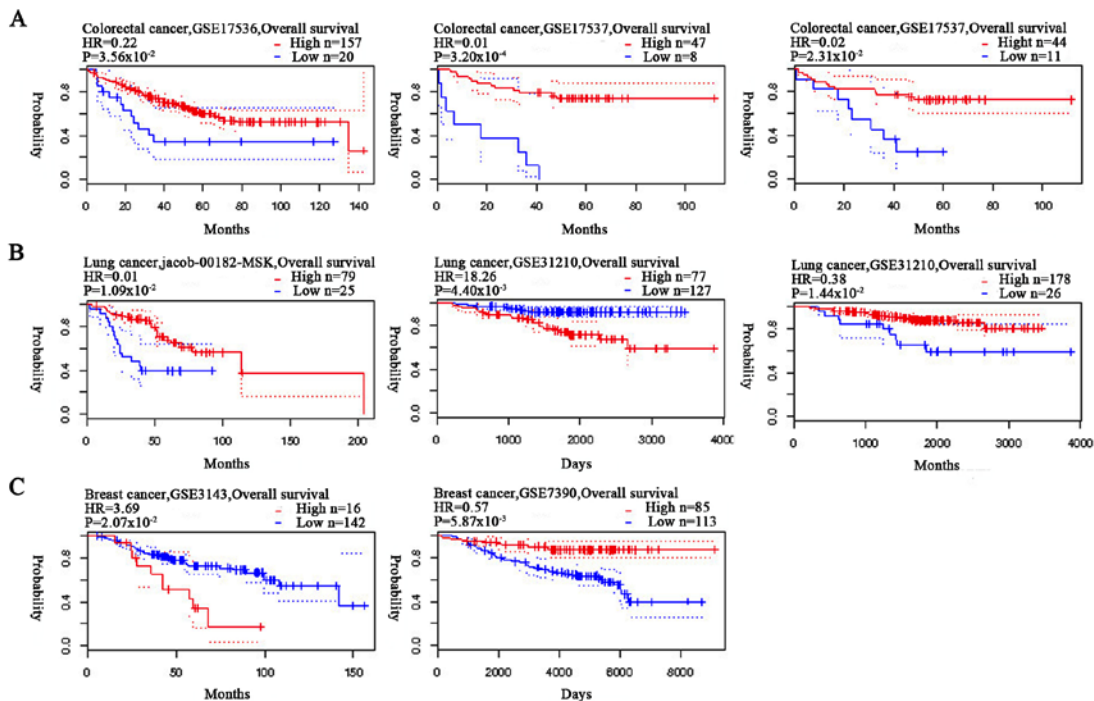 A
Colorectal cancer,GSE17536,Overall survival
HR=0.22
High n=157
P=3.56x10-2
Low n=20
Probability
0.8
0.4
0.0
0 20 40 60 80 100 120 140
Months
Colorectal cancer,GSE17537,Overall survival
HR=0.01
High n=47
P=3.20x10-4
Low n=8
Probability
0.8
0.4
0.0
0 20 40 60 80 100
Months
Colorectal cancer,GSE17537,Overall survival
HR=0.02
Hight n=44
P=2.31x10-2
Low n=11
Probability
0.8
0.4
0.0
0 20 40 60 80 100
Months
B
Lung cancer,jacob-00182-MSK,Overall survival
HR=0.01
High n=79
P=1.09x10-2
Low n=25
Probability
0.8
0.4
0.0
0 50 100 150 200
Months
Lung cancer,GSE31210,Overall survival
HR=18.26
High n=77
P=4.40x10-3
Low n=127
Probability
0.8
0.4
0.0
0 1000 2000 3000 4000
Days
Lung cancer,GSE31210,Overall survival
HR=0.38
High n=178
P=1.44x10-2
Low n=26
Probability
0.8
0.4
0.0
0 1000 2000 3000 4000
Months
C
Breast cancer,GSE3143,Overall survival
HR=3.69
High n=16
P=2.07x10-2
Low n=142
Probability
0.8
0.4
0.0
0 50 100 150
Months
Breast cancer,GSE7390,Overall survival
HR=0.57
High n=85
P=5.87x10-3
Low n=113
Probability
0.8
0.4
0.0
0 2000 4000 6000 8000
Days